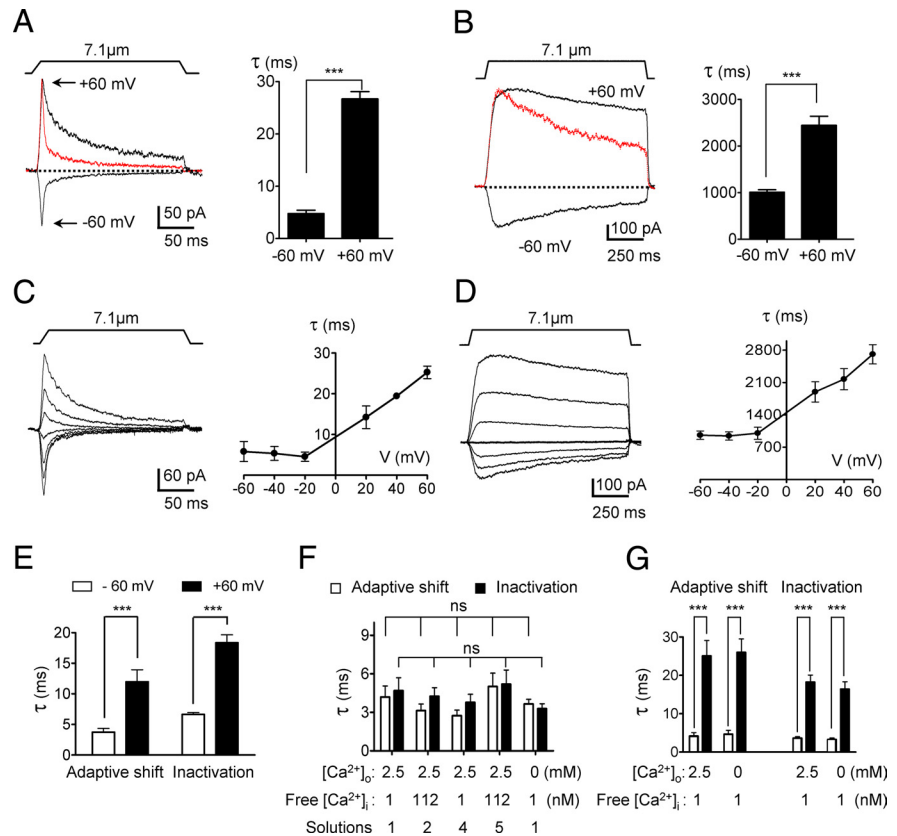 A
7.1µm
+60 mV
-60 mV
50 pA
50 ms
τ (ms)
***
30
20
10
0
-60 mV +60 mV
B
7.1 µm
+60 mV
-60 mV
100 pA
250 ms
τ (ms)
***
3000
2000
1000
0
-60 mV +60 mV
C
7.1µm
60 pA
50 ms
τ (ms)
30
20
10
V (mV)
-60 -40 -20 0 20 40 60
D
7.1µm
100 pA
250 ms
τ (ms)
2800
2100
1400
700
V (mV)
-60 -40 -20 0 20 40 60
E
- 60 mV +60 mV
*** ***
τ (ms)
20
15
10
5
0
Adaptive shift Inactivation
F
Adaptive shift Inactivation
ns
ns
τ (ms)
9
6
3
0
[Ca²⁺]ₒ: 2.5 2.5 2.5 2.5 0 (mM)
Free [Ca²⁺]ᵢ : 1 112 1 112 1 (nM)
Solutions 1 2 4 5 1
G
Adaptive shift Inactivation
*** *** *** ***
τ (ms)
30
20
10
0
[Ca²⁺]ₒ: 2.5 0 2.5 0 (mM)
Free [Ca²⁺]ᵢ : 1 1 1 1 (nM)